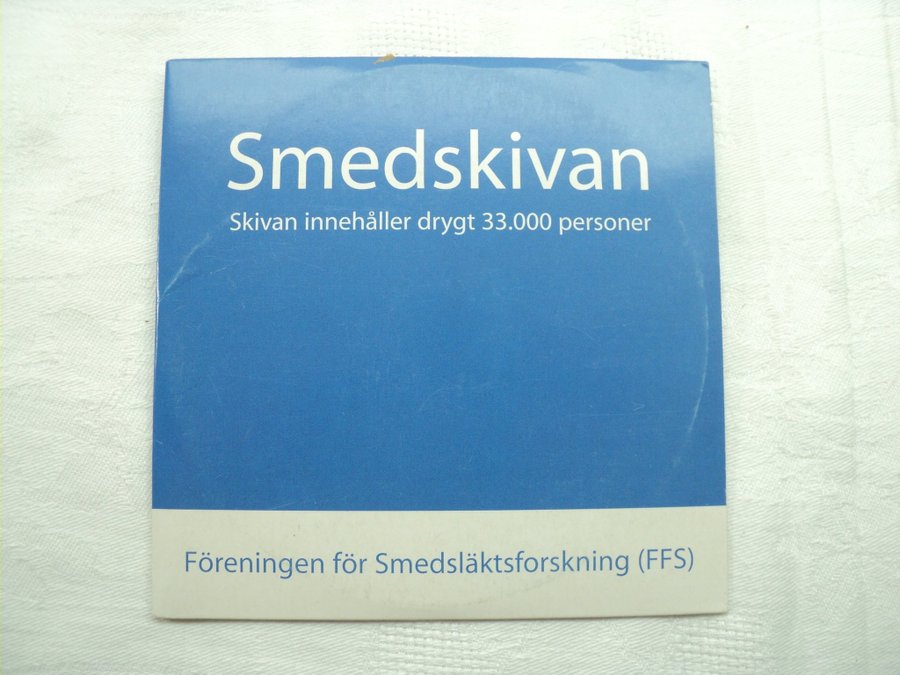 Smedskivan
Skivan innehåller drygt 33.000 personer
Föreningen för Smedsläktsforskning (FFS)